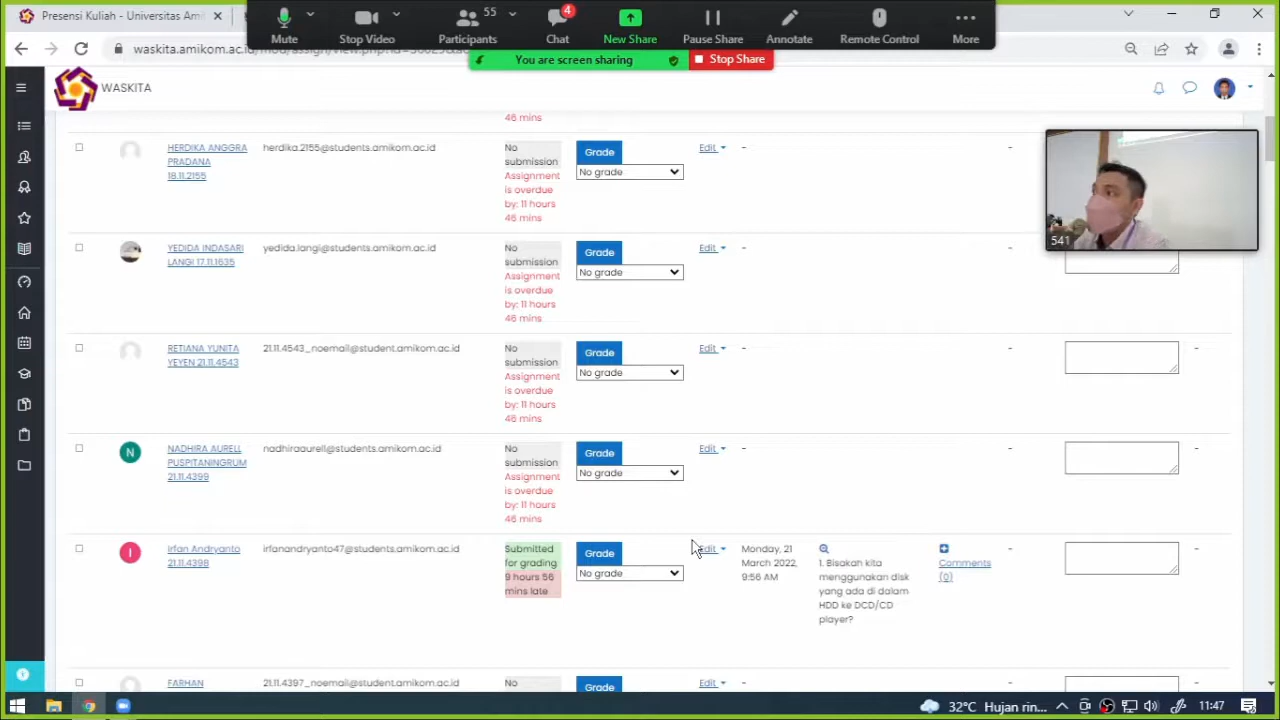 Presensi Kuliah - Universitas Ami
Mute
Stop Video
55
Participants
4
Chat
New Share
Pause Share
Annotate
Remote Control
More
You are screen sharing
Stop Share
WASKITA
46 mins
HERDIKA ANGGRA
PRADANA
18.11.2155
herdika.2155@students.amikom.ac.id
No
submission
Assignment
is overdue
by: 11 hours
46 mins
Grade
No grade
Edit
-
-
541
YEDIDA INDASARI
LANGI 17.11.1635
yedida.langi@students.amikom.ac.id
No
submission
Assignment
is overdue
by: 11 hours
46 mins
Grade
No grade
Edit
-
RETIANA YUNITA
YEYEN 21.11.4543
21.11.4543_noemail@student.amikom.ac.id
No
submission
Assignment
is overdue
by: 11 hours
46 mins
Grade
No grade
Edit
-
-
-
N
NADHIRA AURELL
PUSPITANINGRUM
21.11.4399
nadhiraaurell@students.amikom.ac.id
No
submission
Assignment
is overdue
by: 11 hours
46 mins
Grade
No grade
Edit
-
-
-
I
Irfan Andryanto
21.11.4398
irfanandryanto47@students.amikom.ac.id
Submitted
for grading
9 hours 56
mins late
Grade
No grade
Edit
Monday, 21
March 2022,
9:56 AM
1. Bisakah kita
menggunakan disk
yang ada di dalam
HDD ke DCD/CD
player?
Comments
(0)
-
-
FARHAN
21.11.4397_noemail@student.amikom.ac.id
No
Grade
Edit
-
-
-
32°C Hujan rin...
11:47